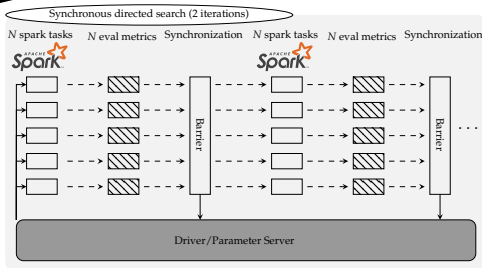 Synchronous directed search (2 iterations)
N spark tasks N eval metrics Synchronization N spark tasks N eval metrics Synchronization
APACHE Spark APACHE Spark
Barrier Barrier
...
Driver/Parameter Server